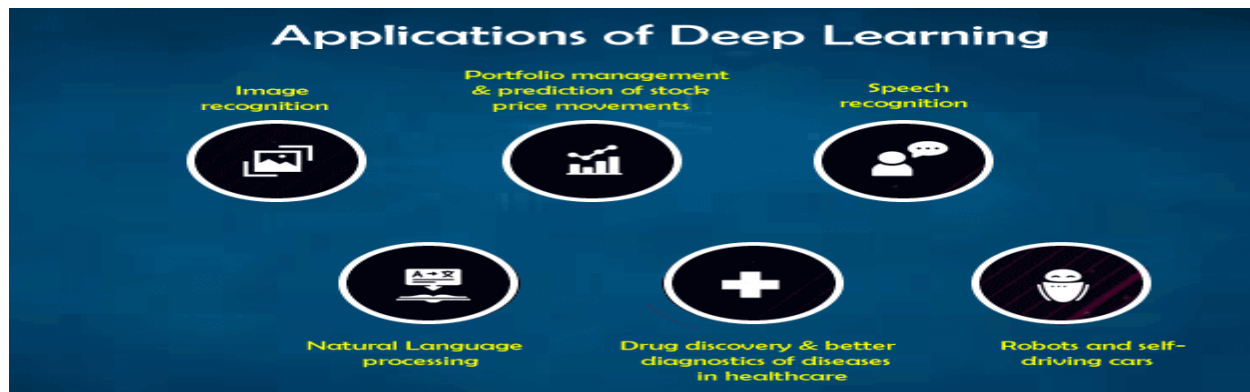 Applications of Deep Learning
Image
recognition
Portfolio management
& prediction of stock
price movements
Speech
recognition
A → 文
Natural Language
processing
Drug discovery & better
diagnostics of diseases
in healthcare
Robots and self-
driving cars